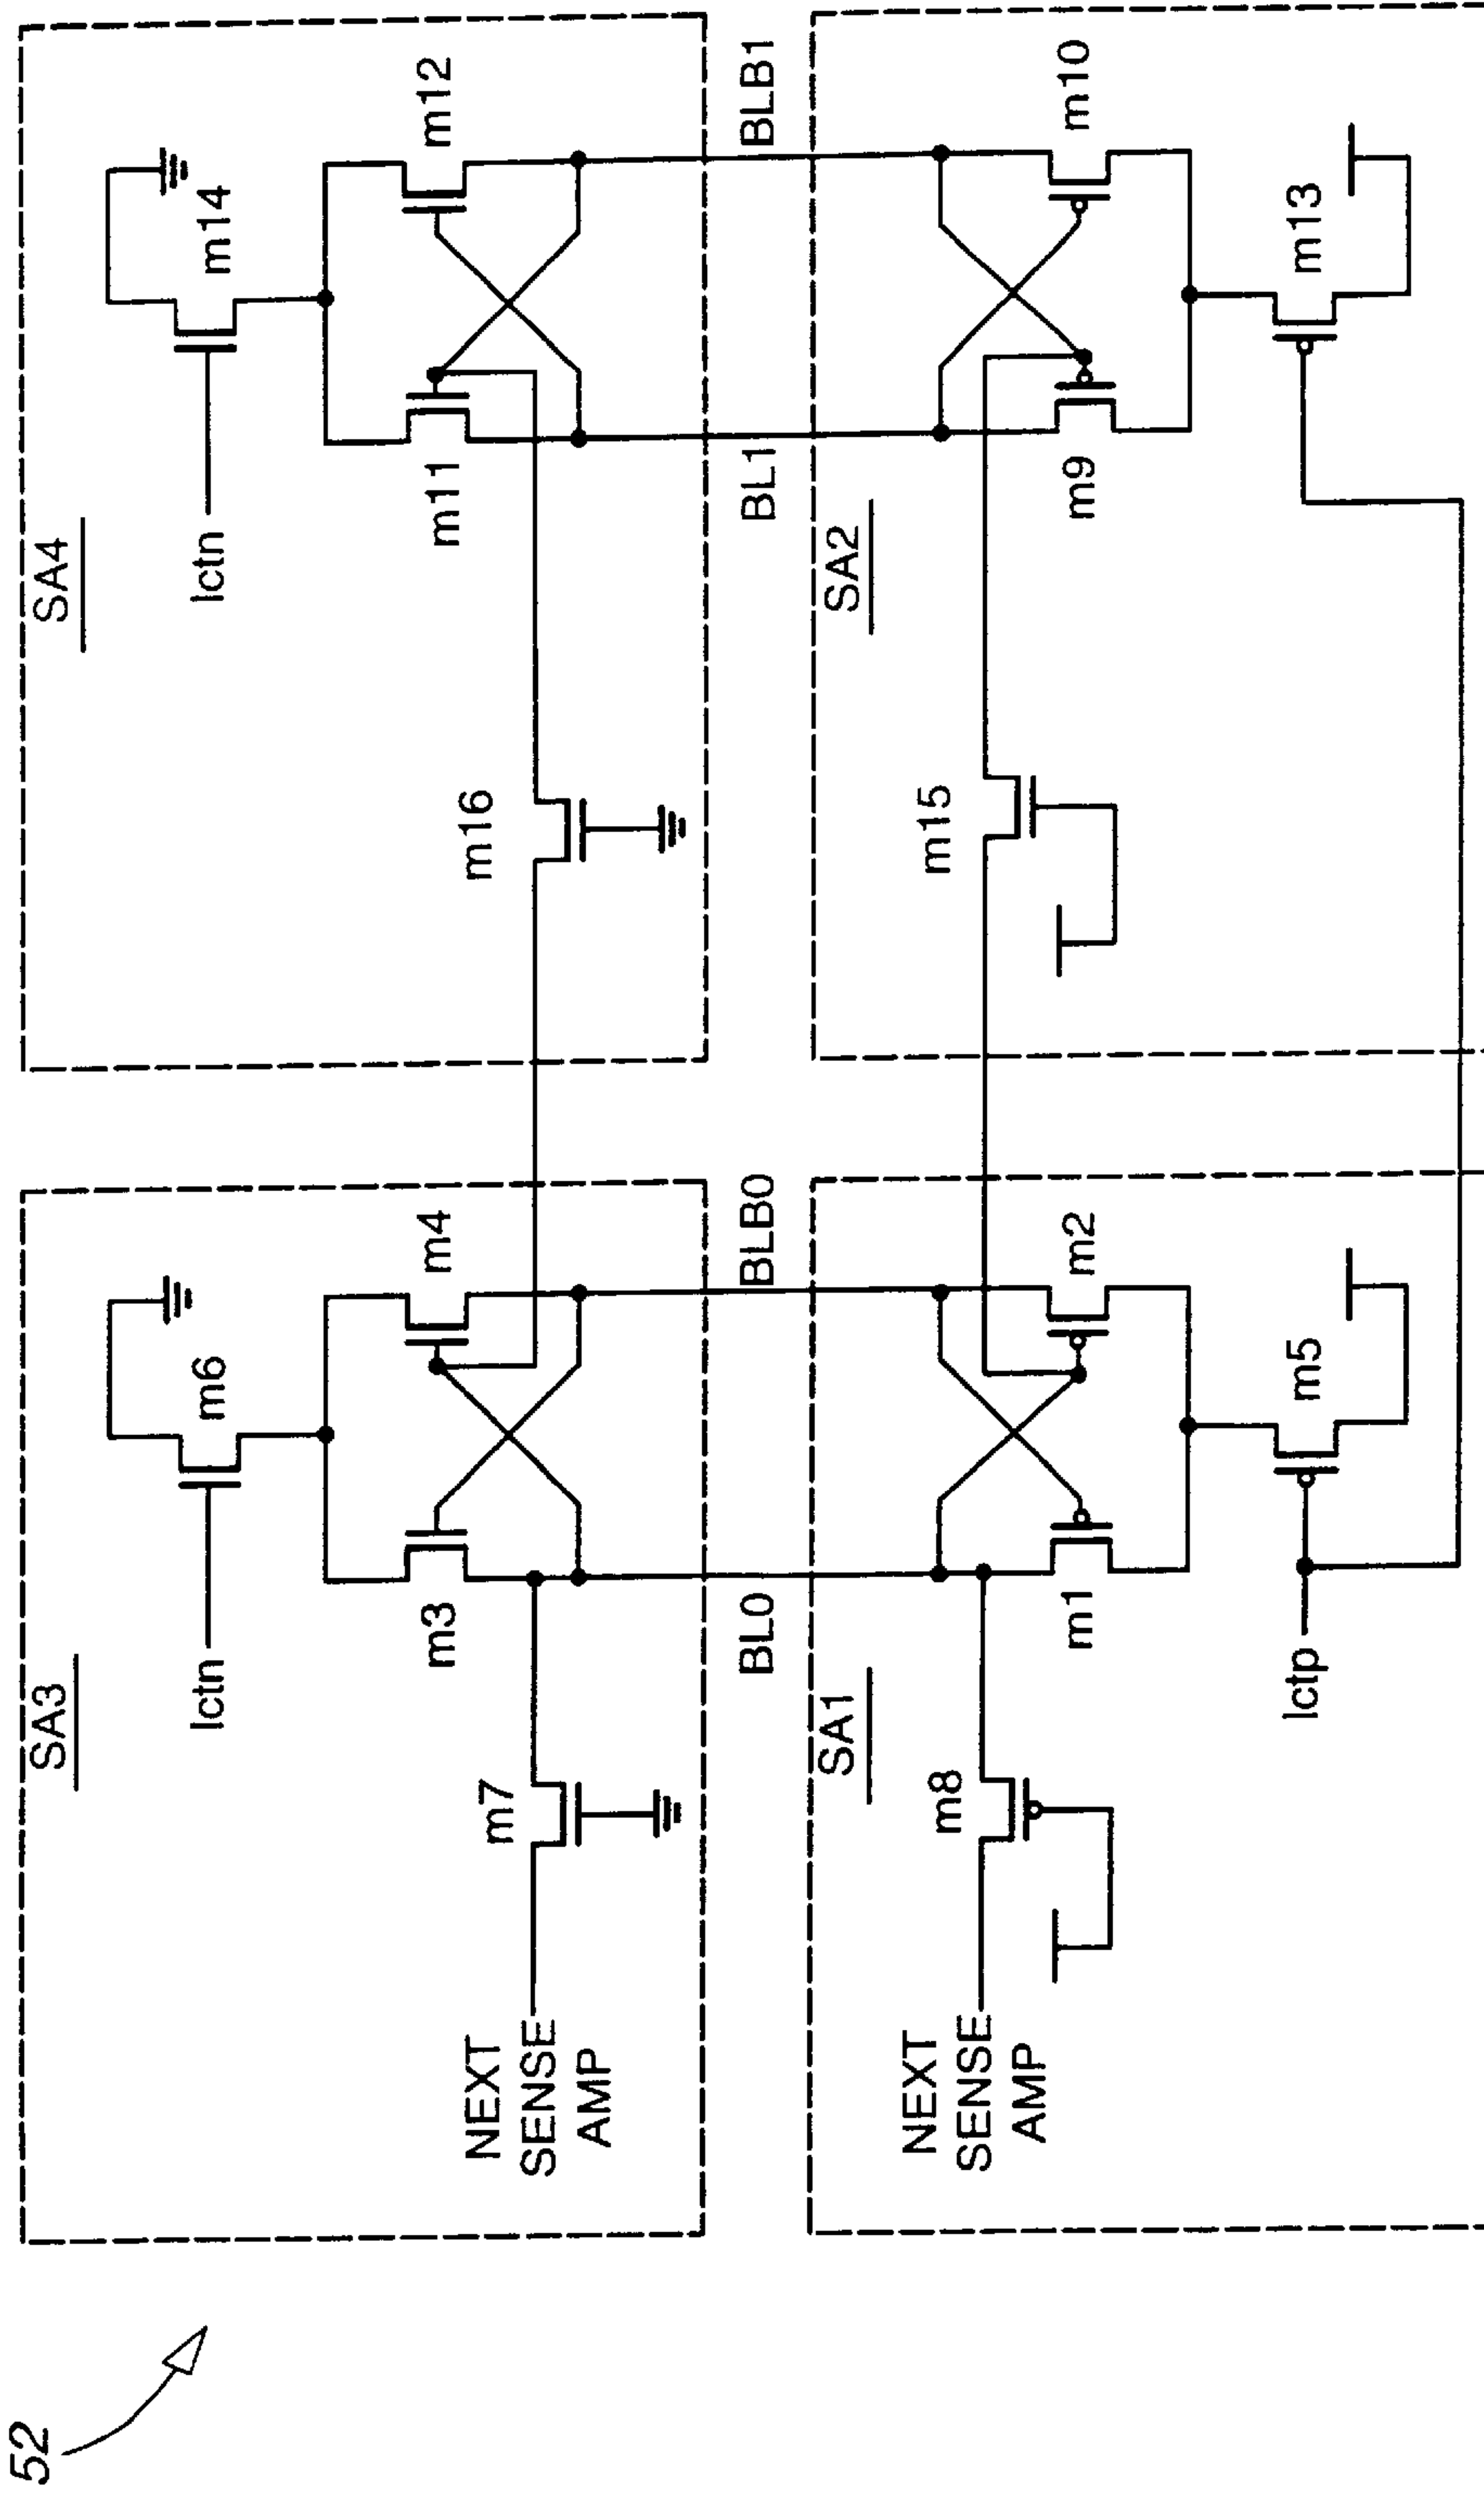 52
SA3
SA4
lctn
m6
lctn
m14
m3
m4
m11
m12
NEXT
SENSE
AMP
m7
m16
BL0
BLB0
BL1
BLB1
SA1
SA2
NEXT
SENSE
AMP
m8
m15
m1
m2
m9
m10
lctp
m5
m13